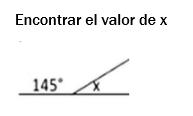 Encontrar el valor de x
145° x